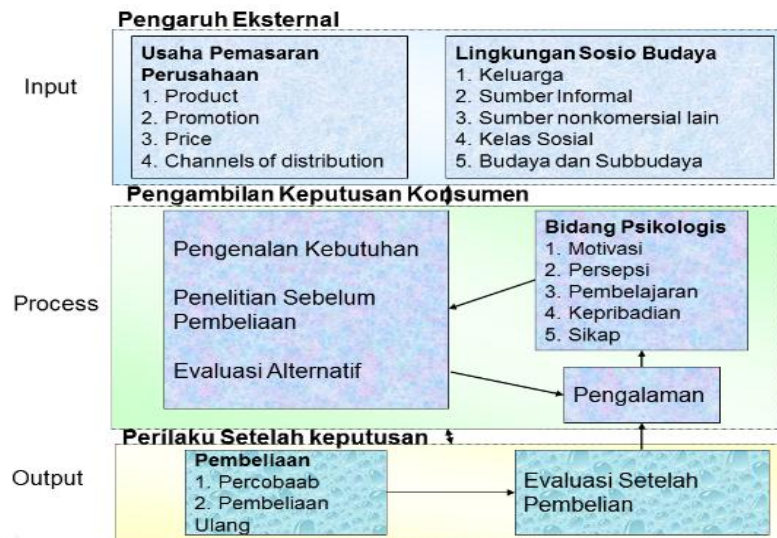 Pengaruh Eksternal
Input
Usaha Pemasaran
Perusahaan
1. Product
2. Promotion
3. Price
4. Channels of distribution
Lingkungan Sosio Budaya
1. Keluarga
2. Sumber Informal
3. Sumber nonkomersial lain
4. Kelas Sosial
5. Budaya dan Subbudaya
Pengambilan Keputusan Konsumen
Process
Pengenalan Kebutuhan
Penelitian Sebelum
Pembeliaan
Evaluasi Alternatif
Bidang Psikologis
1. Motivasi
2. Persepsi
3. Pembelajaran
4. Kepribadian
5. Sikap
Pengalaman
Perilaku Setelah keputusan
Output
Pembeliaan
1. Percobaab
2. Pembeliaan
Ulang
Evaluasi Setelah
Pembelian